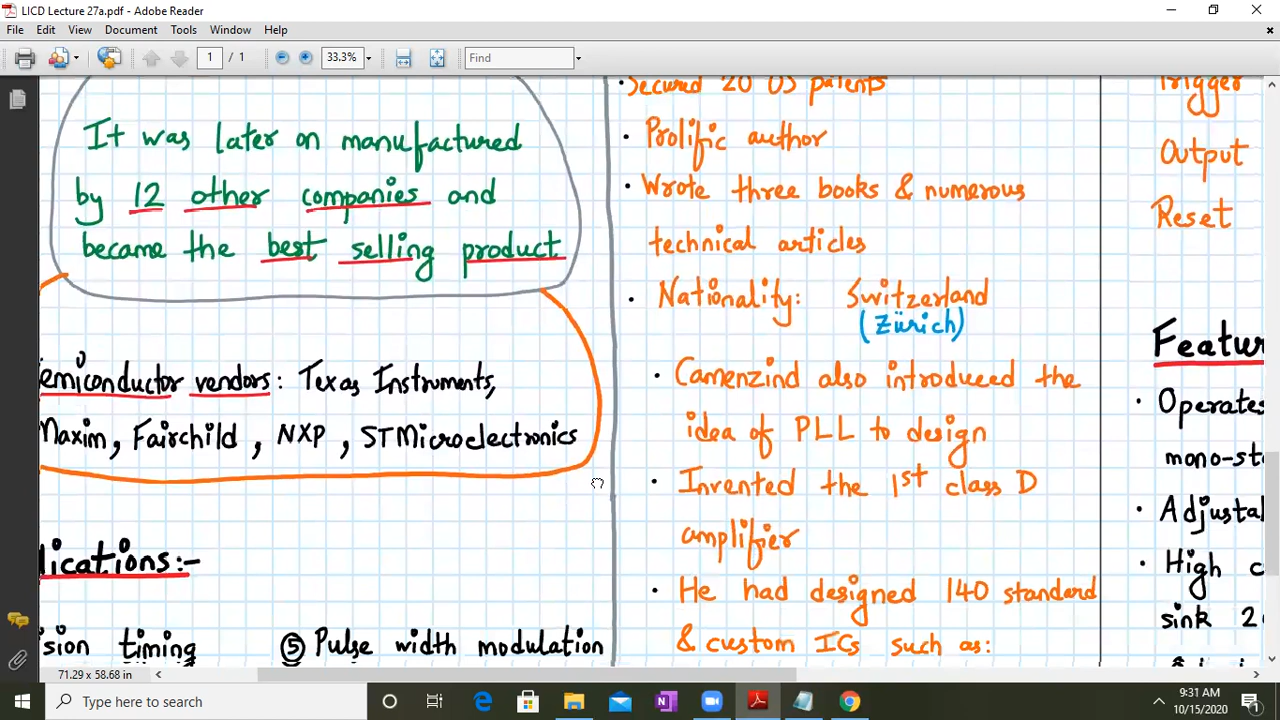 LICD Lecture 27a.pdf - Adobe Reader
File Edit View Document Tools Window Help
1 / 1 33.3% Find
It was later on manufactured
by 12 other companies and
became the best selling product
emiconductor vendors: Texas Instruments,
Maxim, Fairchild, NXP, STMicroelectronics
lications:-
ision timing ⑤ Pulse width modulation
• Secured 20 US patents
• Prolific author
• Wrote three books & numerous
technical articles
• Nationality: Switzerland
(Zürich)
• Camenzind also introduced the
idea of PLL to design
• Invented the 1st class D
amplifier
• He had designed 140 standard
& custom ICs such as:
Trigger
Output
Reset
Featur
• Operates
mono-st
• Adjusta
• High c
sink 2
71.29 x 58.68 in
Type here to search
9:31 AM
10/15/2020